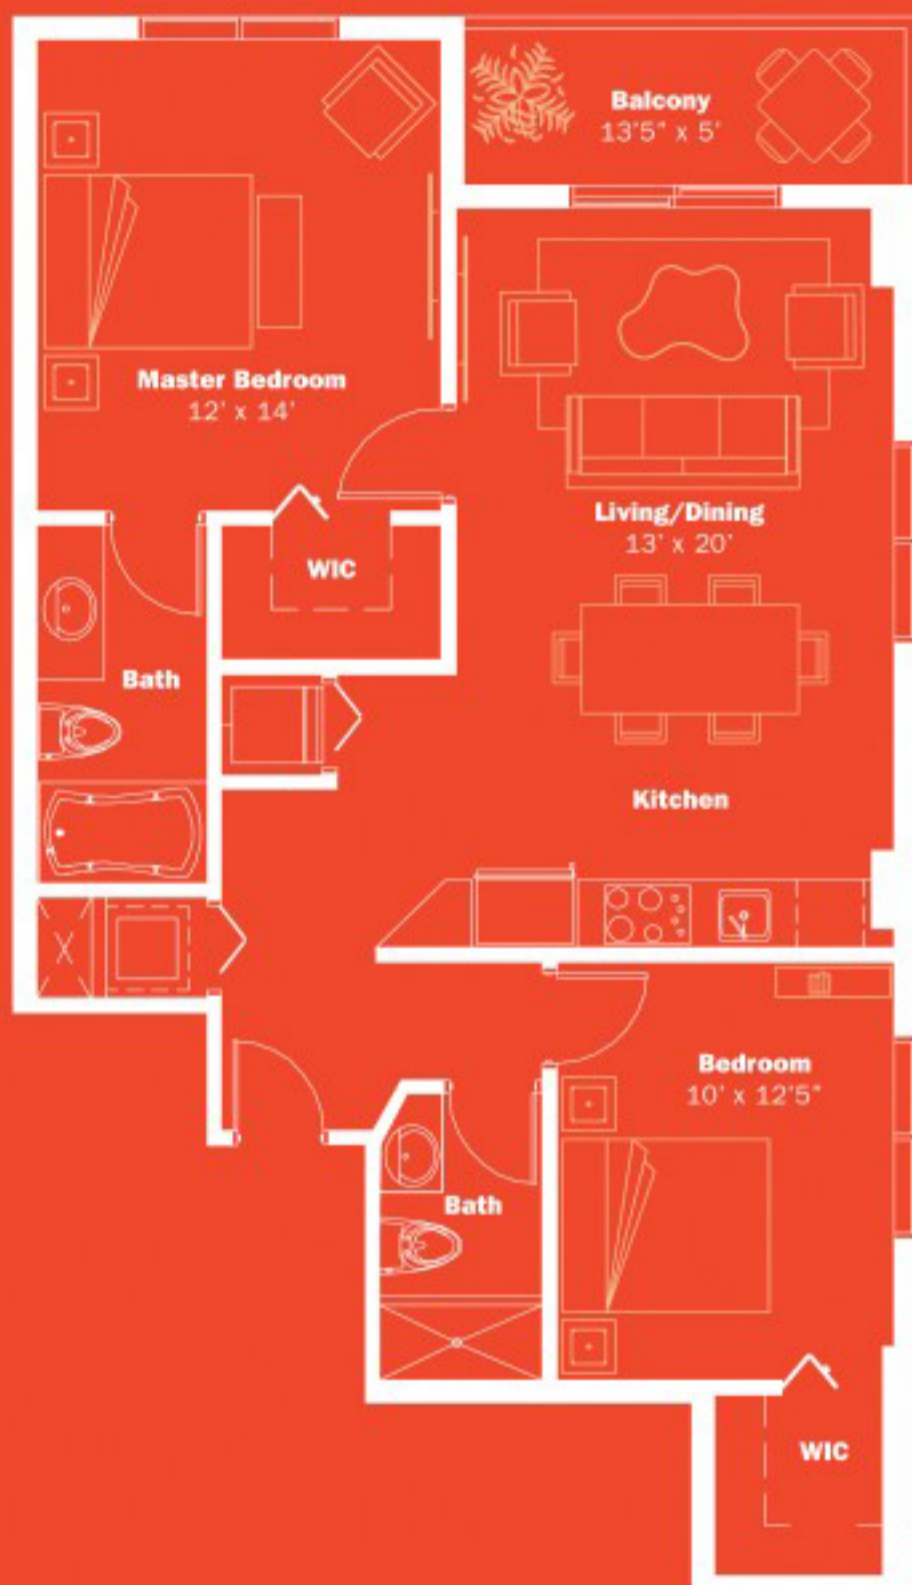 Balcony
13'5" x 5'
Master Bedroom
12' x 14'
Living/Dining
13' x 20'
WIC
Bath
Kitchen
Bedroom
10' x 12'5"
Bath
WIC